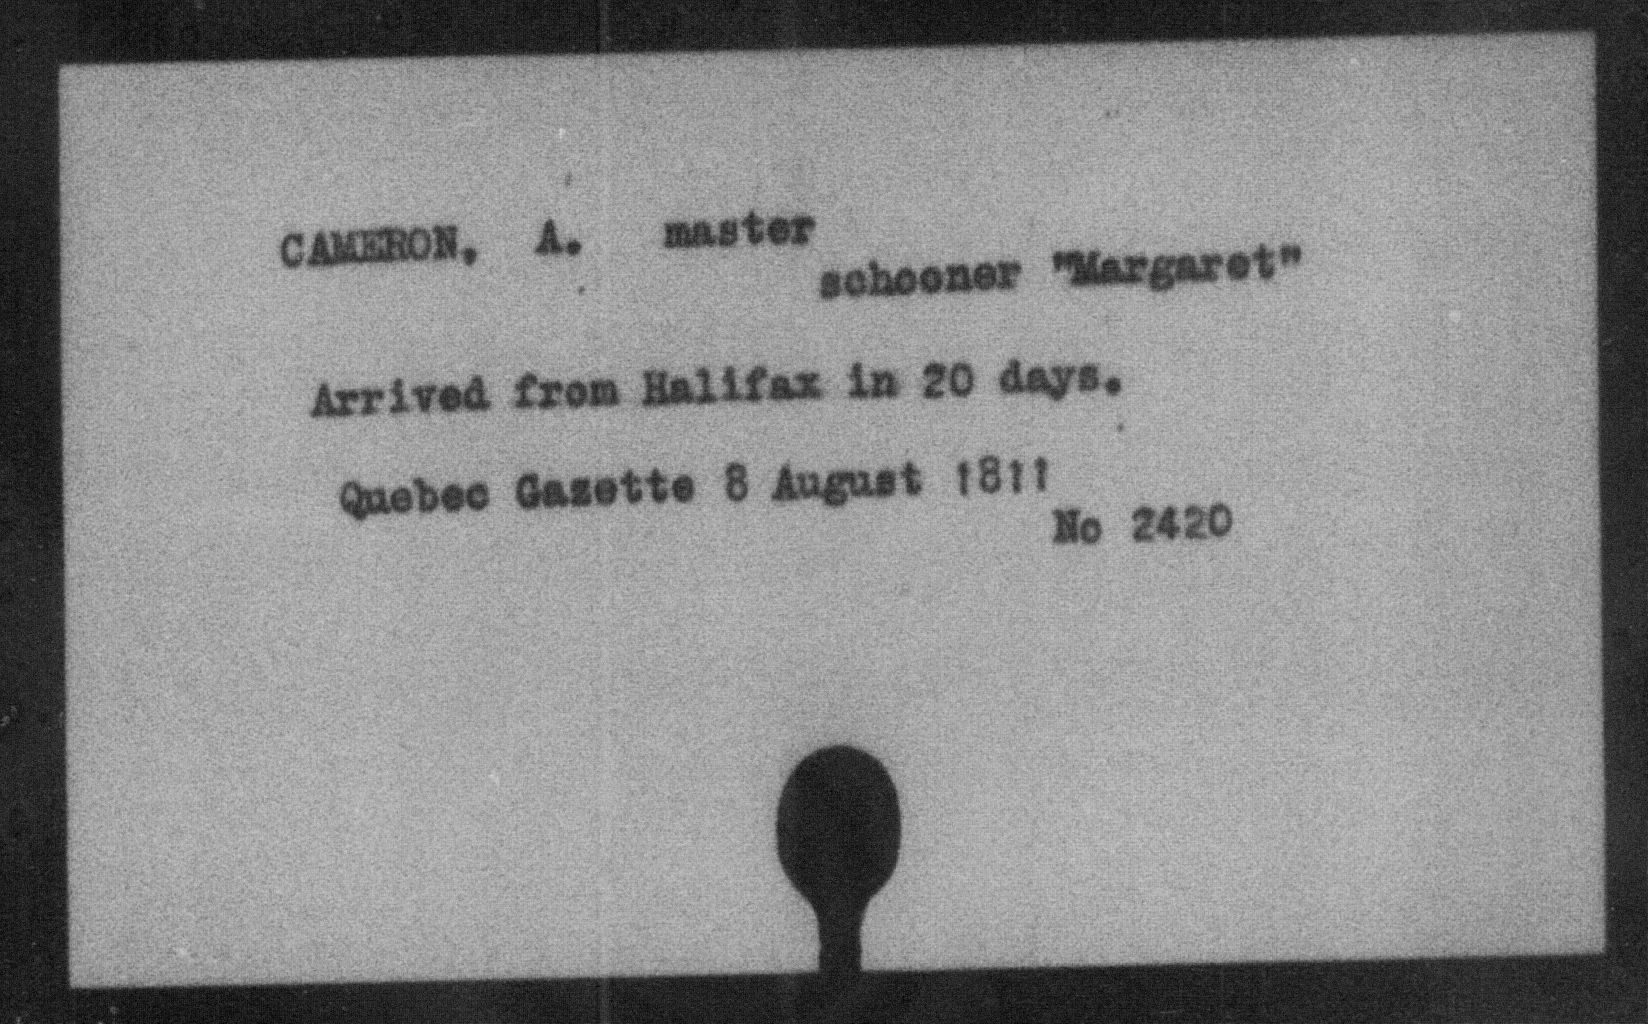 CAMERON, A. master
schooner "Margaret"
Arrived from Halifax in 20 days.
Quebec Gazette 8 August 1811
No 2420